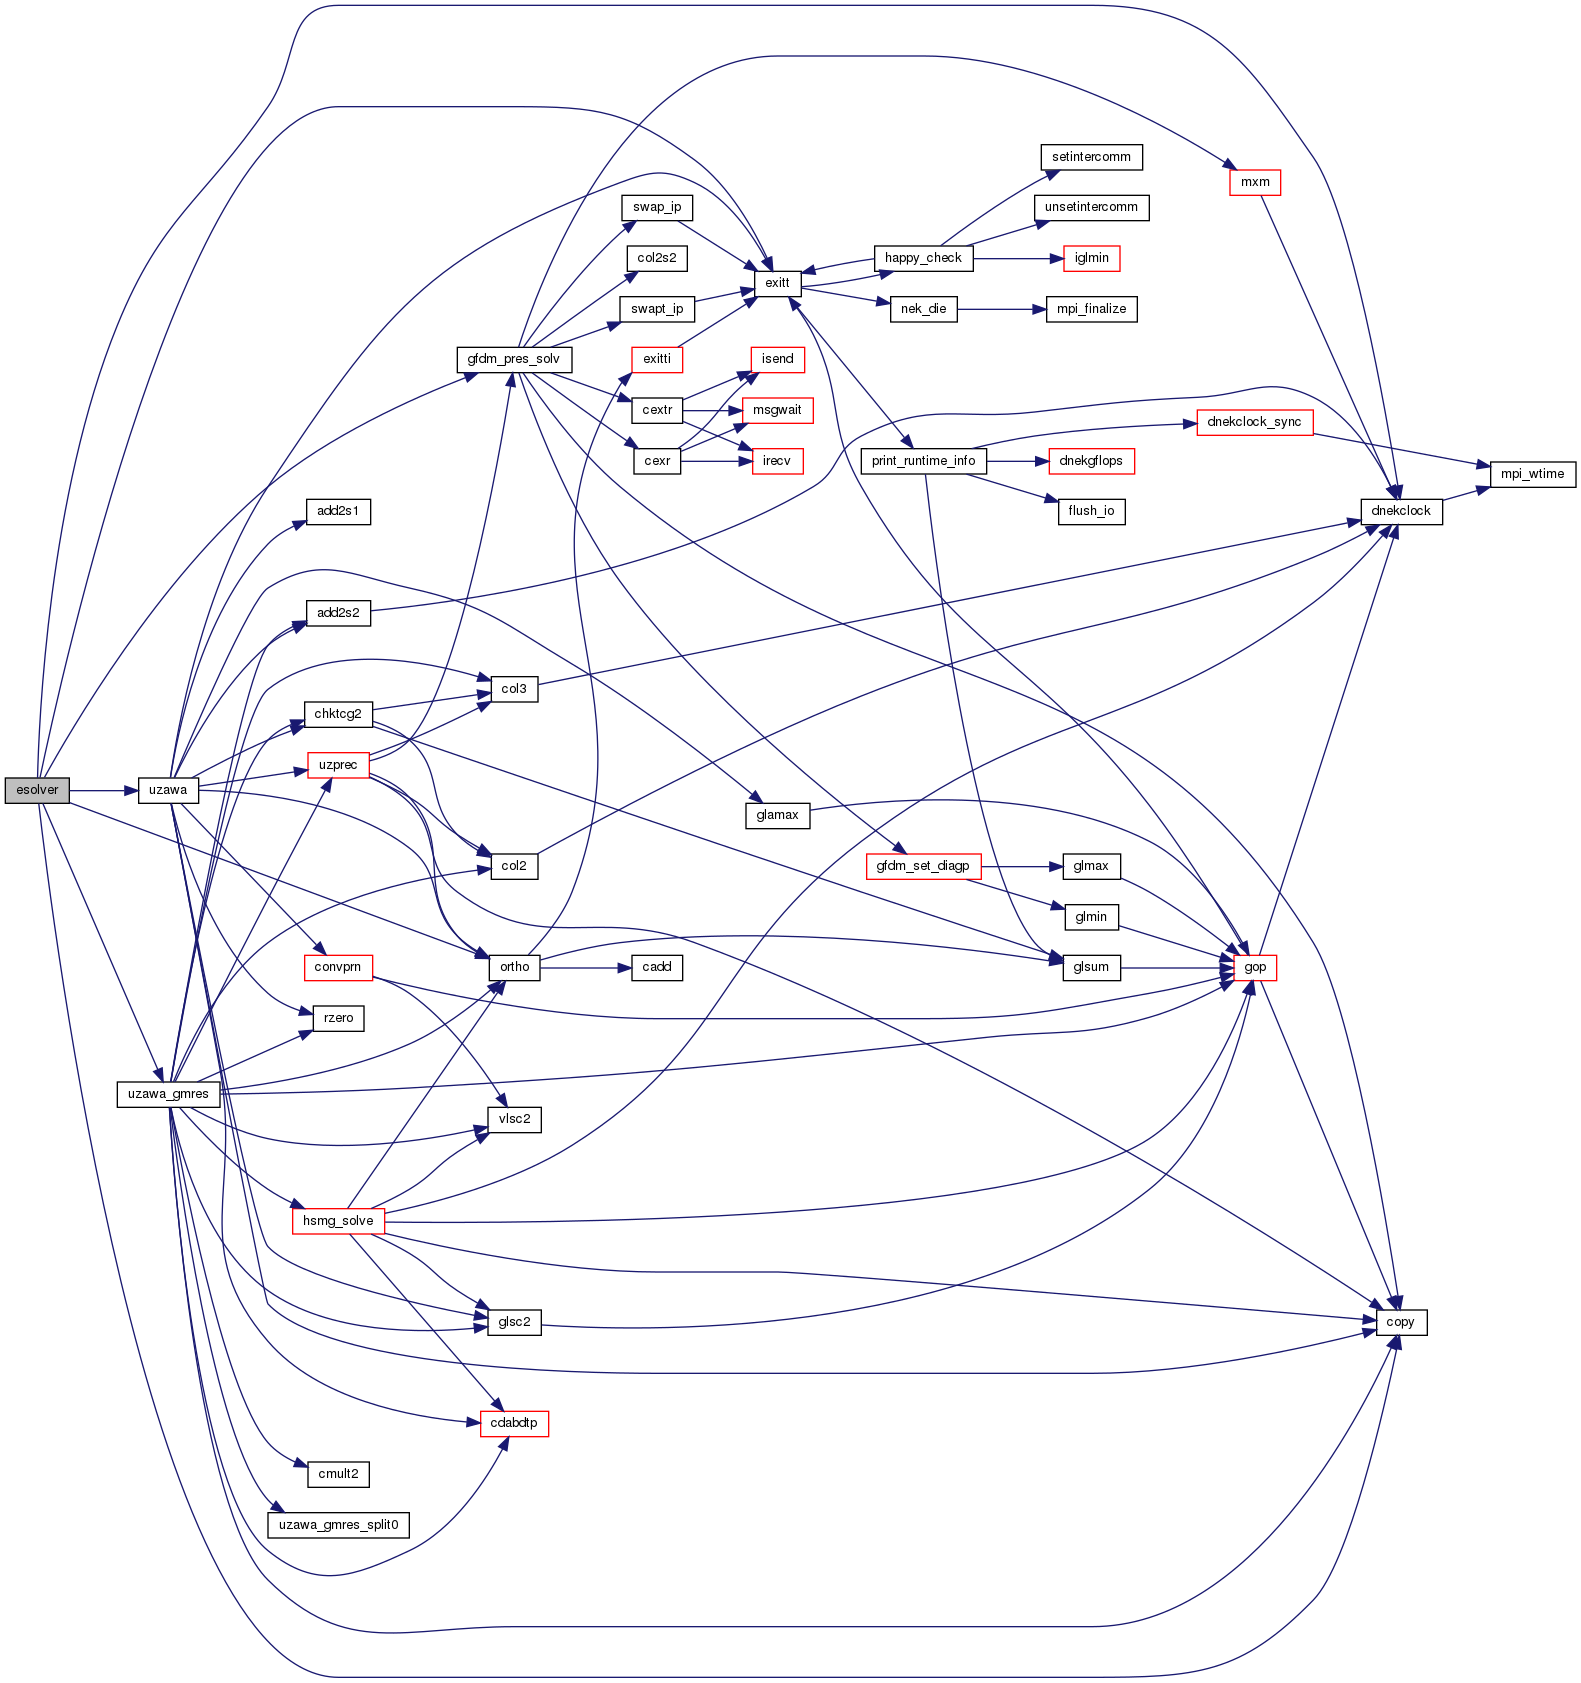 setintercomm
mxm
swap_ip
unsetintercomm
col2s2
happy_check
iglmin
exitt
swapt_ip
nek_die
mpi_finalize
gfdm_pres_solv
exitti
isend
cextr
msgwait
dnekclock_sync
cexr
irecv
print_runtime_info
dnekgflops
mpi_wtime
add2s1
flush_io
dnekclock
add2s2
col3
chktcg2
uzprec
esolver
uzawa
glamax
col2
gfdm_set_diagp
glmax
glmin
convprn
ortho
cadd
glsum
gop
rzero
uzawa_gmres
vlsc2
hsmg_solve
glsc2
copy
cdabdtp
cmult2
uzawa_gmres_split0